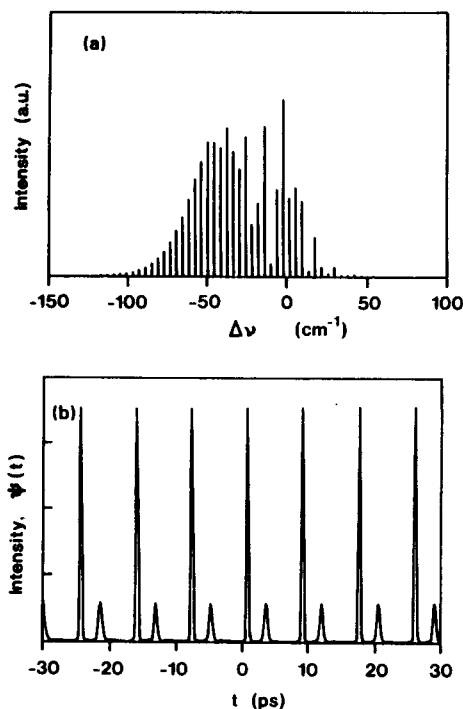 (a)
Intensity (a.u.)
-150 -100 -50 0 50 100
Δν (cm⁻¹)
(b)
Intensity, Ψ(t)
-30 -20 -10 0 10 20 30
t (ps)